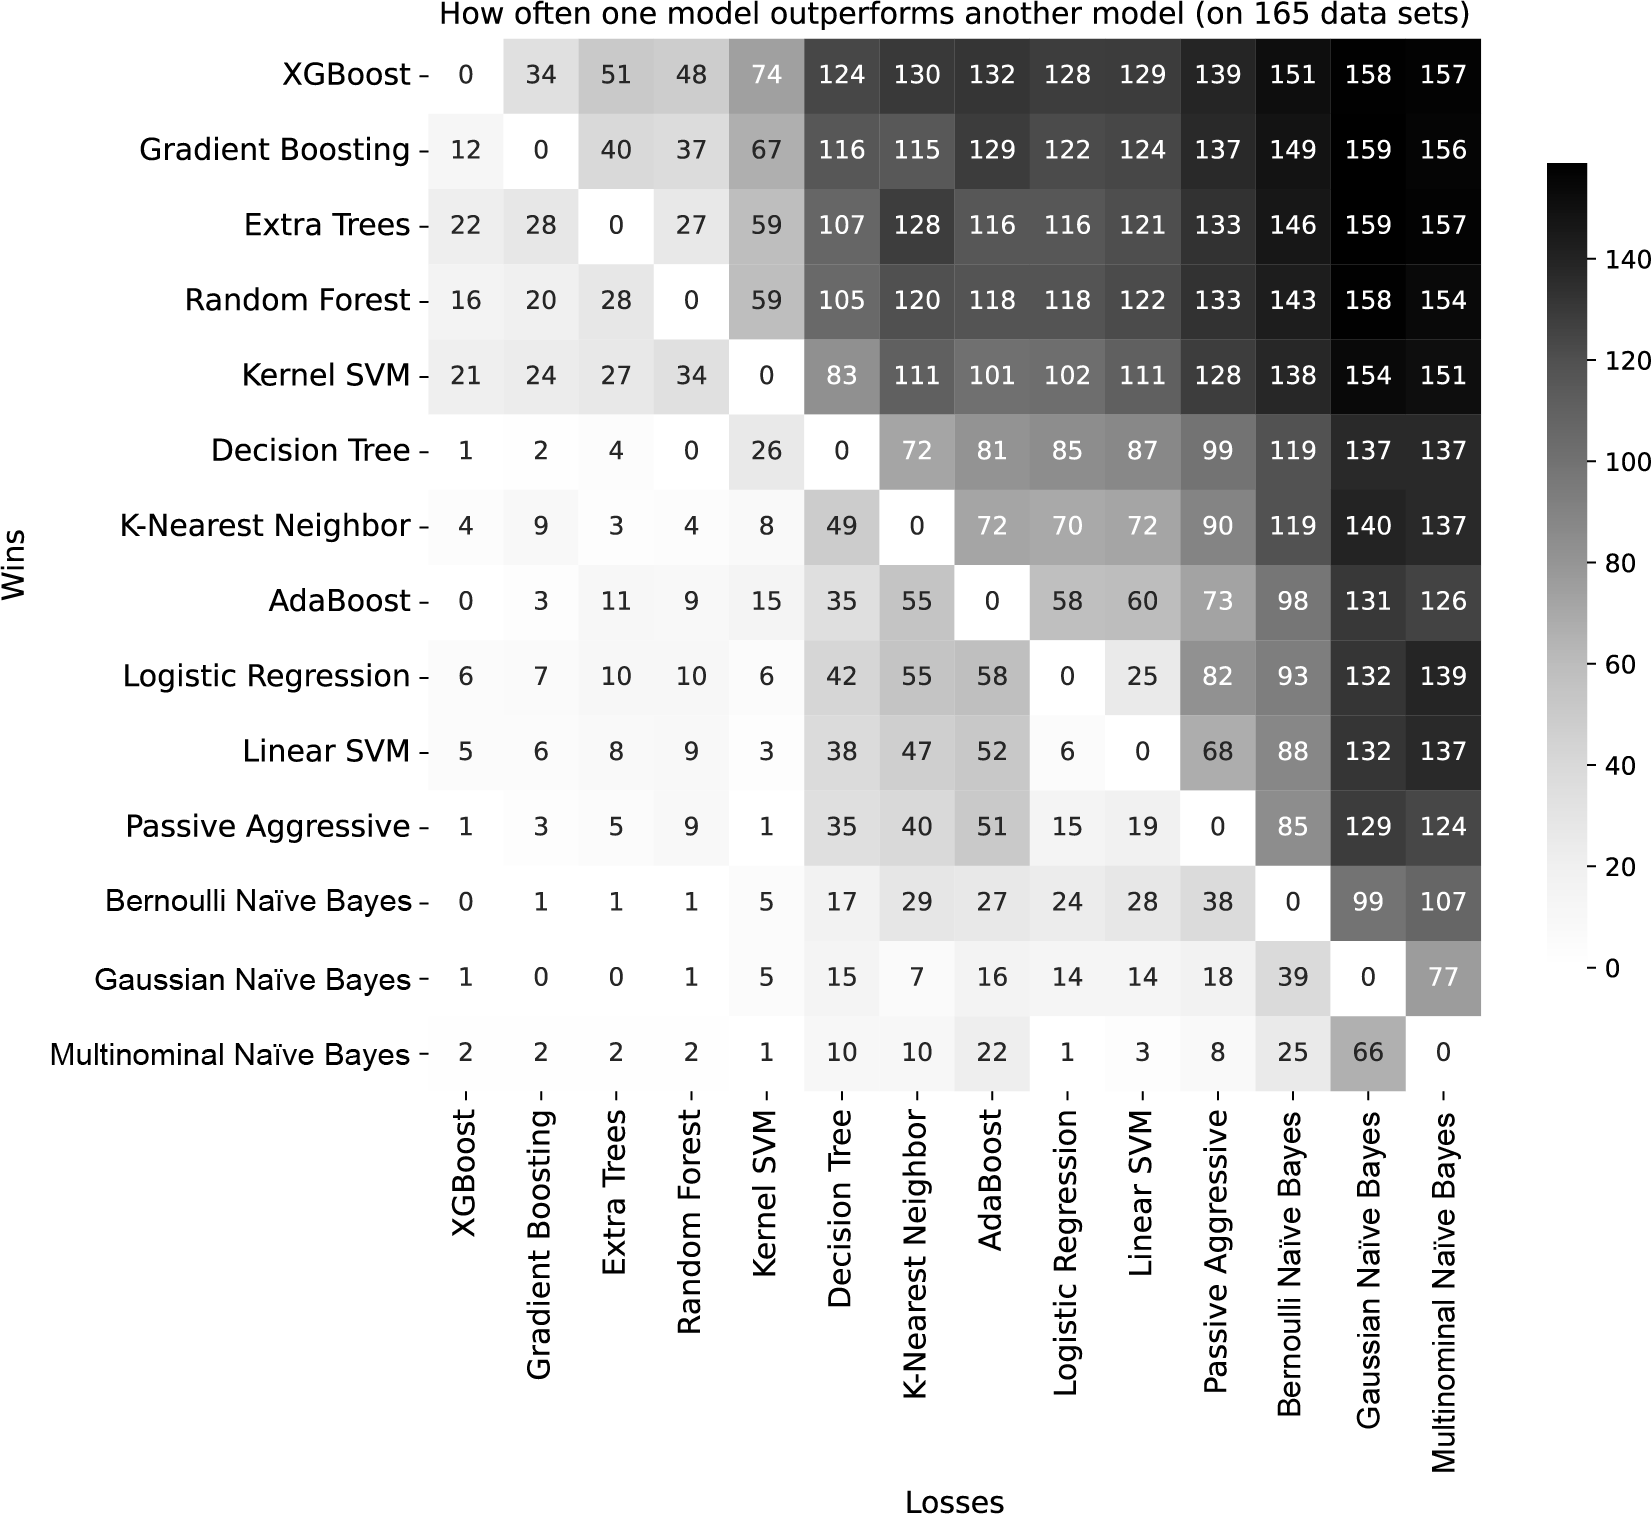 How often one model outperforms another model (on 165 data sets)
XGBoost 0 34 51 48 74 124 130 132 128 129 139 151 158 157
Gradient Boosting 12 0 40 37 67 116 115 129 122 124 137 149 159 156
Extra Trees 22 28 0 27 59 107 128 116 116 121 133 146 159 157
Random Forest 16 20 28 0 59 105 120 118 118 122 133 143 158 154
Kernel SVM 21 24 27 34 0 83 111 101 102 111 128 138 154 151
Decision Tree 1 2 4 0 26 0 72 81 85 87 99 119 137 137
K-Nearest Neighbor 4 9 3 4 8 49 0 72 70 72 90 119 140 137
AdaBoost 0 3 11 9 15 35 55 0 58 60 73 98 131 126
Logistic Regression 6 7 10 10 6 42 55 58 0 25 82 93 132 139
Linear SVM 5 6 8 9 3 38 47 52 6 0 68 88 132 137
Passive Aggressive 1 3 5 9 1 35 40 51 15 19 0 85 129 124
Bernoulli Naïve Bayes 0 1 1 1 5 17 29 27 24 28 38 0 99 107
Gaussian Naïve Bayes 1 0 0 1 5 15 7 16 14 14 18 39 0 77
Multinominal Naïve Bayes 2 2 2 2 1 10 10 22 1 3 8 25 66 0
Wins
XGBoost
Gradient Boosting
Extra Trees
Random Forest
Kernel SVM
Decision Tree
K-Nearest Neighbor
AdaBoost
Logistic Regression
Linear SVM
Passive Aggressive
Bernoulli Naïve Bayes
Gaussian Naïve Bayes
Multinominal Naïve Bayes
Losses
140
120
100
80
60
40
20
0